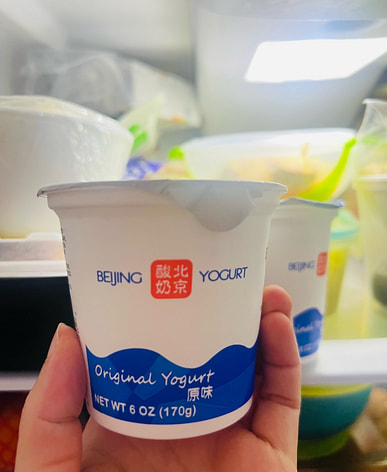 BEIJING
北京
酸奶
YOGURT
Original Yogurt
原味
NET WT 6 OZ (170g)
BEIJING